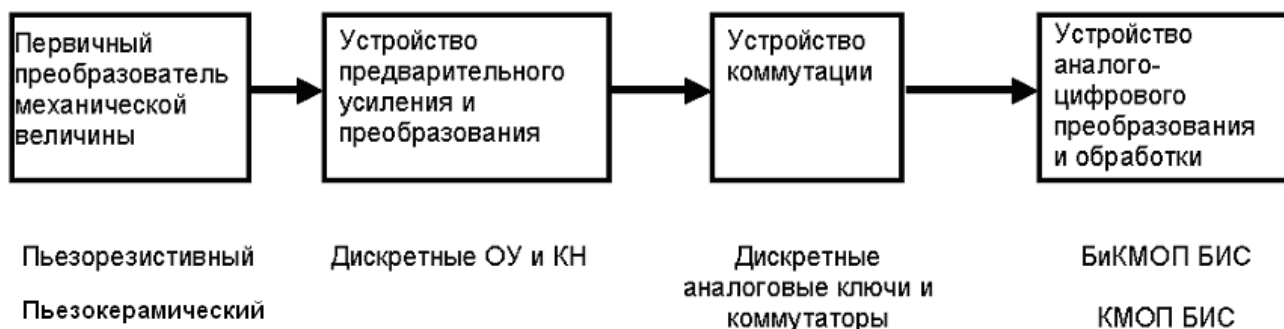 Первичный
преобразователь
механической
величины
Устройство
предварительного
усиления и
преобразования
Устройство
коммутации
Устройство
аналого-
цифрового
преобразования
и обработки
Пьезорезистивный
Пьезокерамический
Дискретные ОУ и КН
Дискретные
аналоговые ключи и
коммутаторы
БиКМОП БИС
КМОП БИС